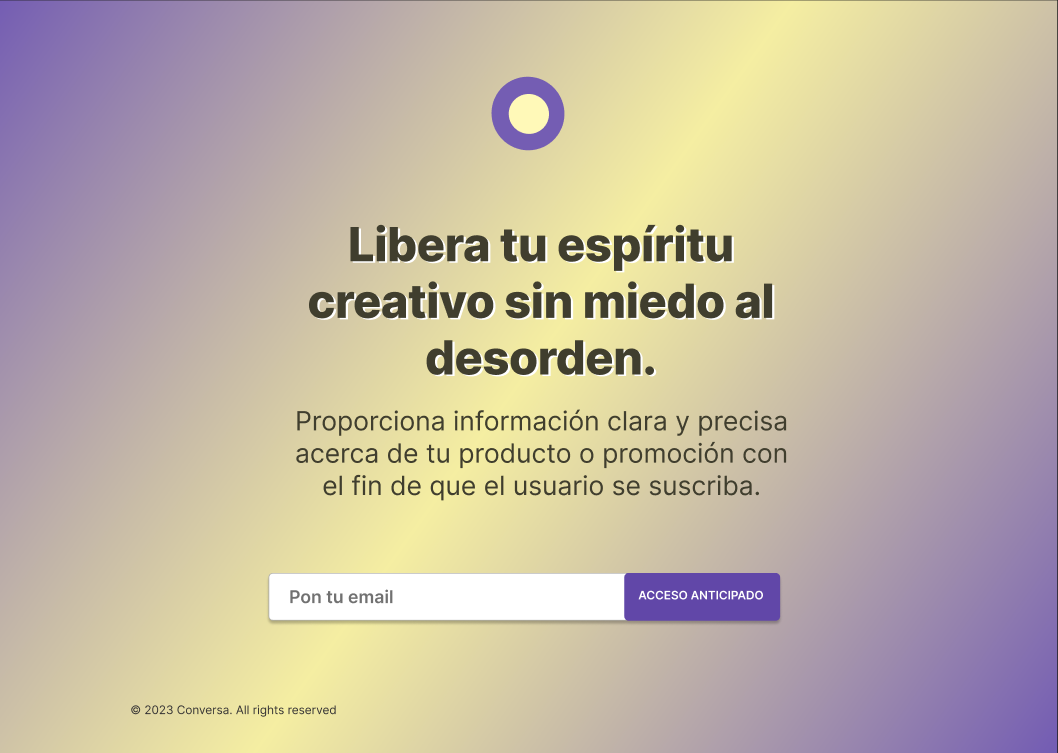 Libera tu espíritu
creativo sin miedo al
desorden.
Proporciona información clara y precisa
acerca de tu producto o promoción con
el fin de que el usuario se suscriba.
Pon tu email
ACCESO ANTICIPADO
© 2023 Conversa. All rights reserved